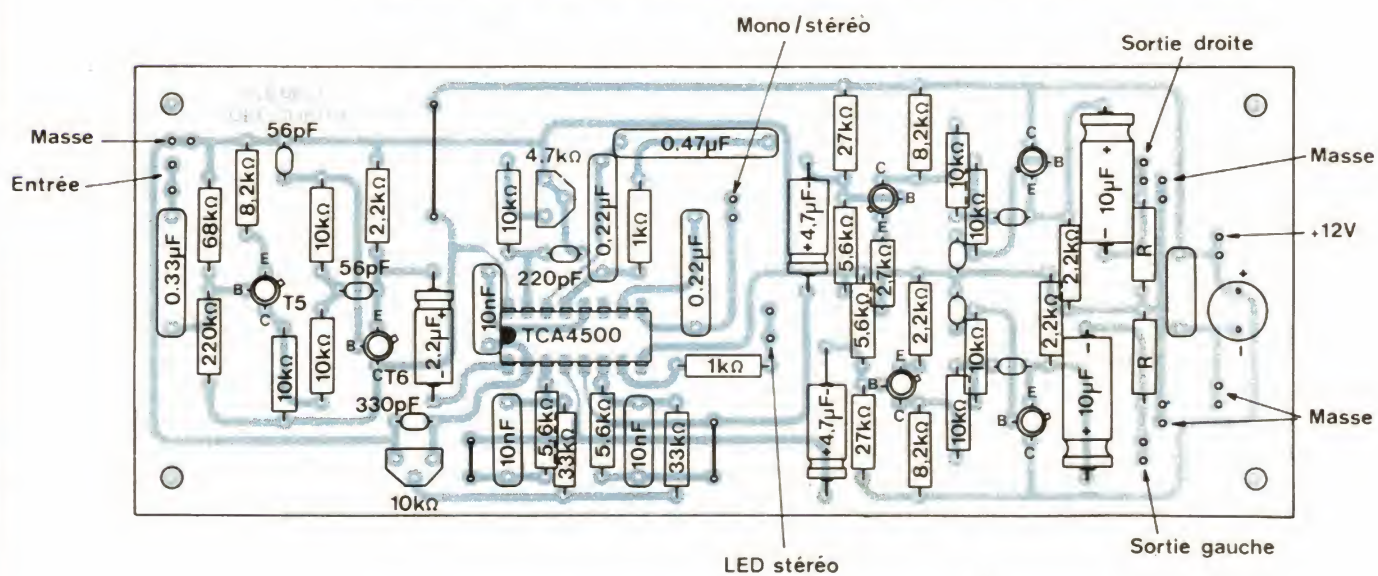 Mono/stéréo
Sortie droite
Masse
Entrée
56pF
8,2kΩ
68kΩ
0.33µF
220kΩ
10kΩ
2,2kΩ
56pF
E
B
C
T5
10kΩ
10kΩ
E
B
C
T6
-2.2µF+
330pF
10kΩ
10nF
10kΩ
4.7kΩ
220pF
0,22µF
0.47µF
1kΩ
0.22µF
TCA4500
1kΩ
10nF
5.6kΩ
33kΩ
5.6kΩ
10nF
33kΩ
LED stéréo
+4.7µF-
+4.7µF-
27kΩ
8,2kΩ
C
B
E
5.6kΩ
2,7kΩ
10kΩ
10kΩ
C
B
E
5.6kΩ
2,2kΩ
E
B
C
27kΩ
8.2kΩ
10kΩ
10kΩ
2,2kΩ
2.2kΩ
E
B
C
- 10µF +
+ 10µF -
R
R
+
-
Masse
+12V
Masse
Sortie gauche